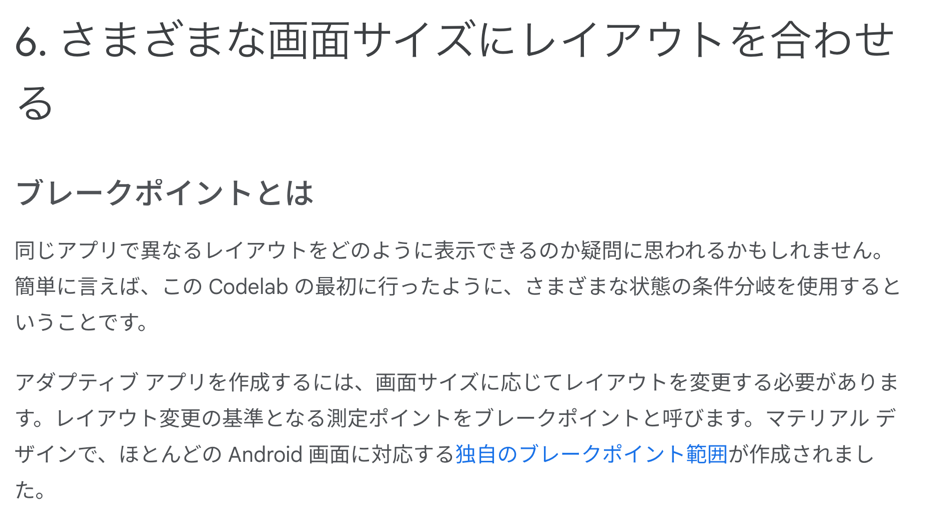 6. さまざまな画面サイズにレイアウトを合わせ
る
ブレークポイントとは
同じアプリで異なるレイアウトをどのように表示できるのか疑問に思われるかもしれません。
簡単に言えば、この Codelab の最初に行ったように、さまざまな状態の条件分岐を使用すると
いうことです。
アダプティブ アプリを作成するには、画面サイズに応じてレイアウトを変更する必要がありま
す。レイアウト変更の基準となる測定ポイントをブレークポイントと呼びます。マテリアル デ
ザインで、ほとんどの Android 画面に対応する独自のブレークポイント範囲が作成されまし
た。